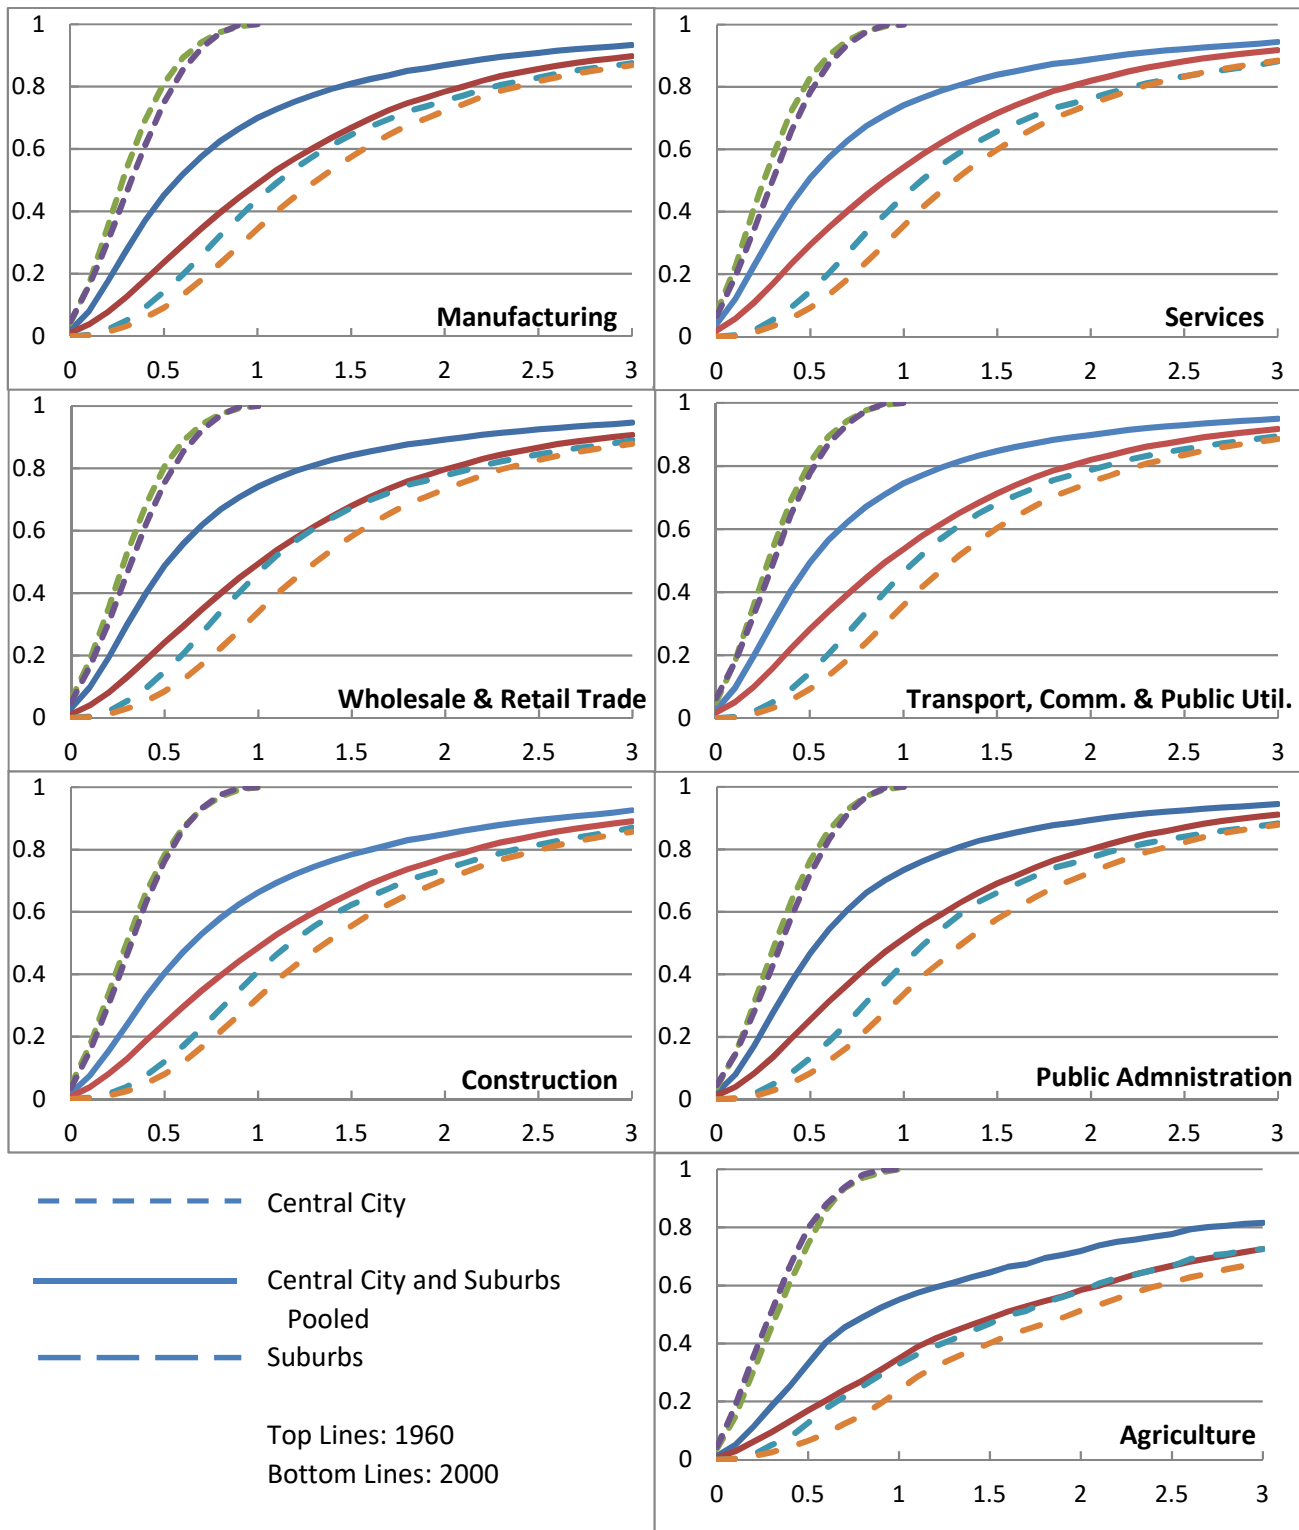 1
0.8
0.6
0.4
0.2
0
Manufacturing
0 0.5 1 1.5 2 2.5 3
1
0.8
0.6
0.4
0.2
0
Services
0 0.5 1 1.5 2 2.5 3
1
0.8
0.6
0.4
0.2
0
Wholesale & Retail Trade
0 0.5 1 1.5 2 2.5 3
1
0.8
0.6
0.4
0.2
0
Transport, Comm. & Public Util.
0 0.5 1 1.5 2 2.5 3
1
0.8
0.6
0.4
0.2
0
Construction
0 0.5 1 1.5 2 2.5 3
1
0.8
0.6
0.4
0.2
0
Public Admnistration
0 0.5 1 1.5 2 2.5 3
Central City
Central City and Suburbs
Pooled
Suburbs
Top Lines: 1960
Bottom Lines: 2000
1
0.8
0.6
0.4
0.2
0
Agriculture
0 0.5 1 1.5 2 2.5 3